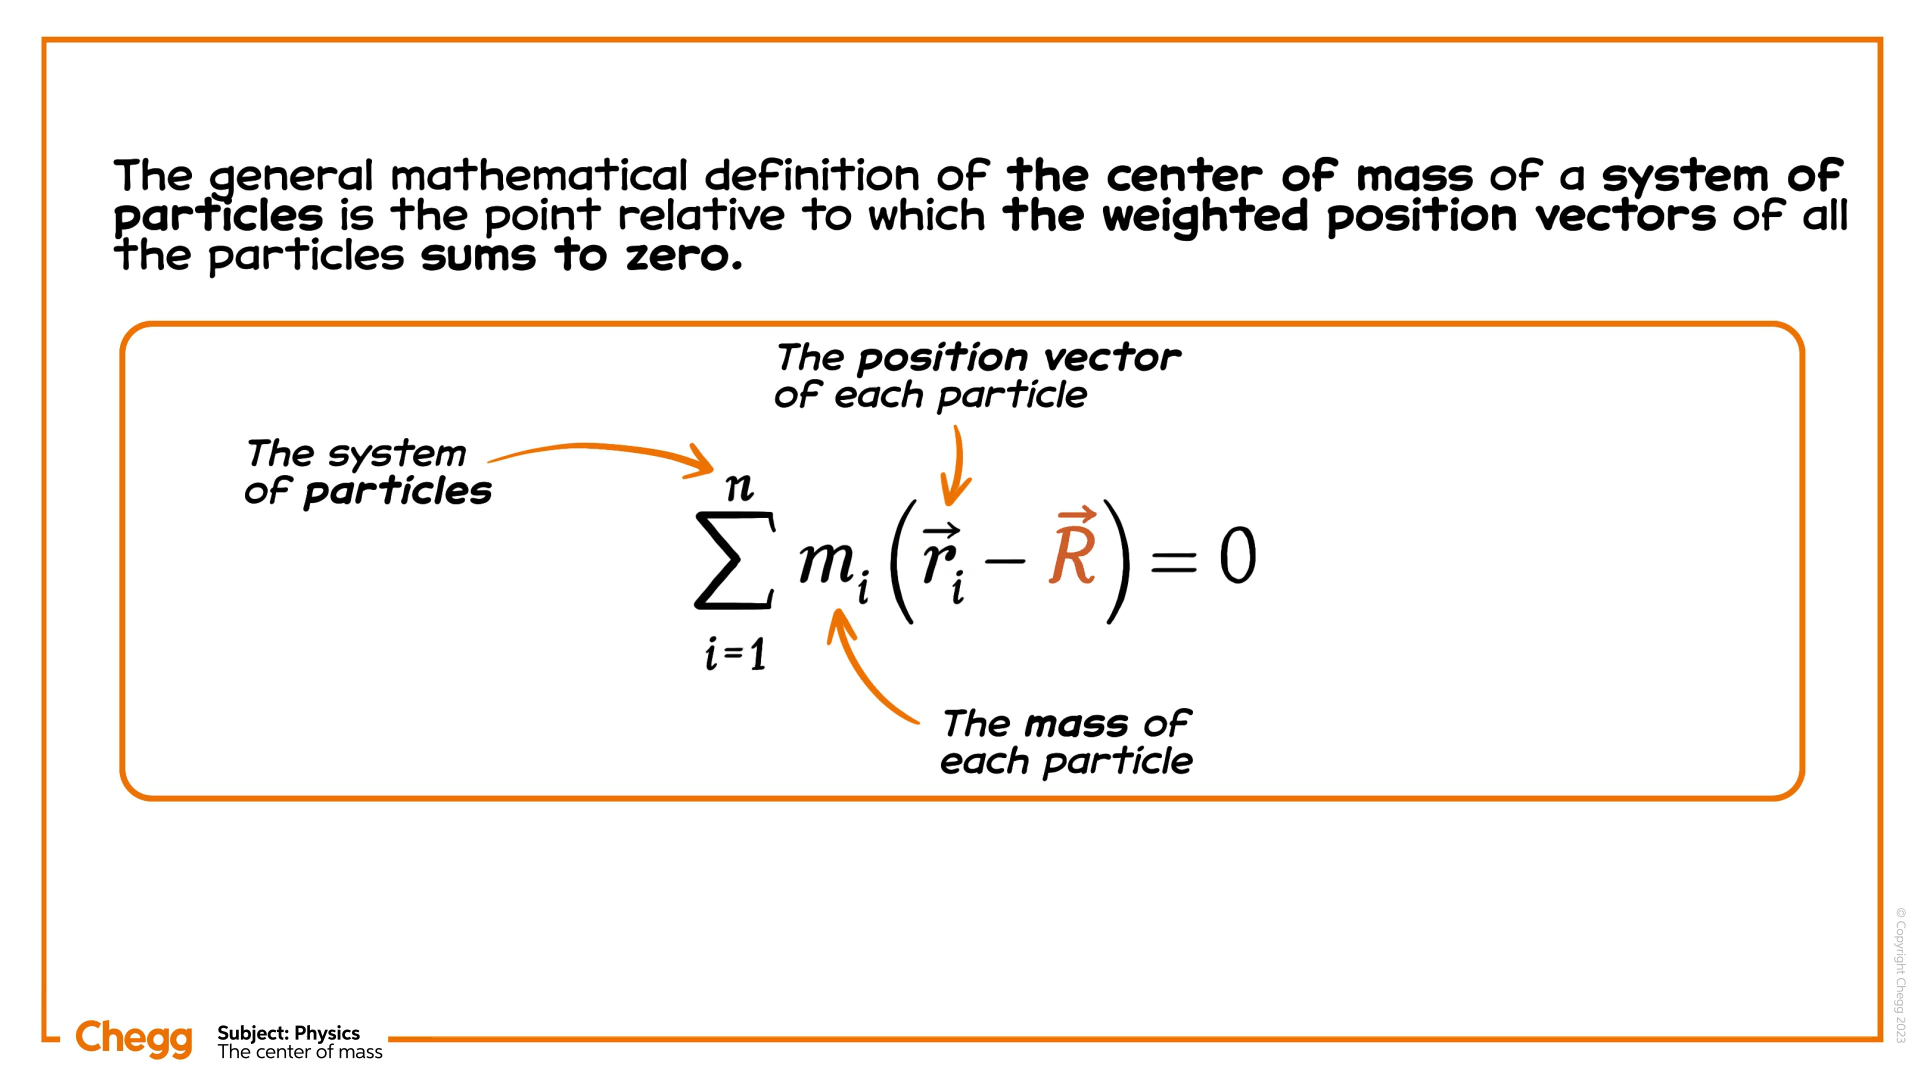 The general mathematical definition of the center of mass of a system of
particles is the point relative to which the weighted position vectors of all
the particles sums to zero.
The position vector
of each particle
The system
of particles
n
∑ mᵢ (r⃗ᵢ − R⃗) = 0
i=1
The mass of
each particle
Chegg
Subject: Physics
The center of mass
© Copyright Chegg 2023